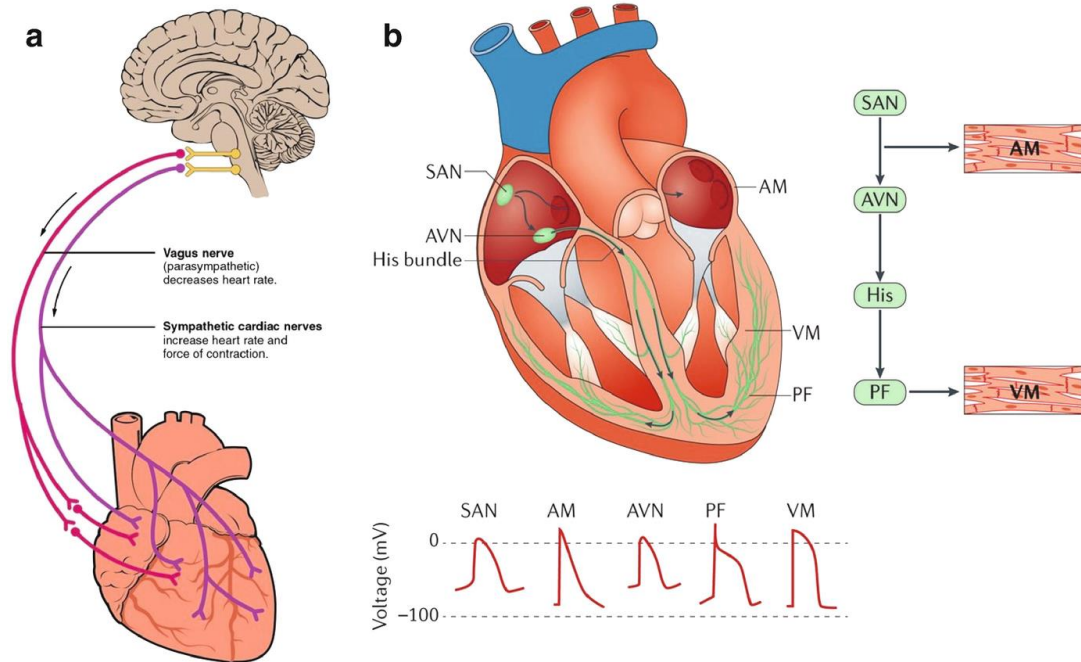 a
Vagus nerve
(parasympathetic)
decreases heart rate.
Sympathetic cardiac nerves
increase heart rate and
force of contraction.
b
SAN
AVN
His bundle
AM
VM
PF
SAN
AM
AVN
His
PF
VM
SAN
AM
AVN
PF
VM
Voltage (mV)
0
−100